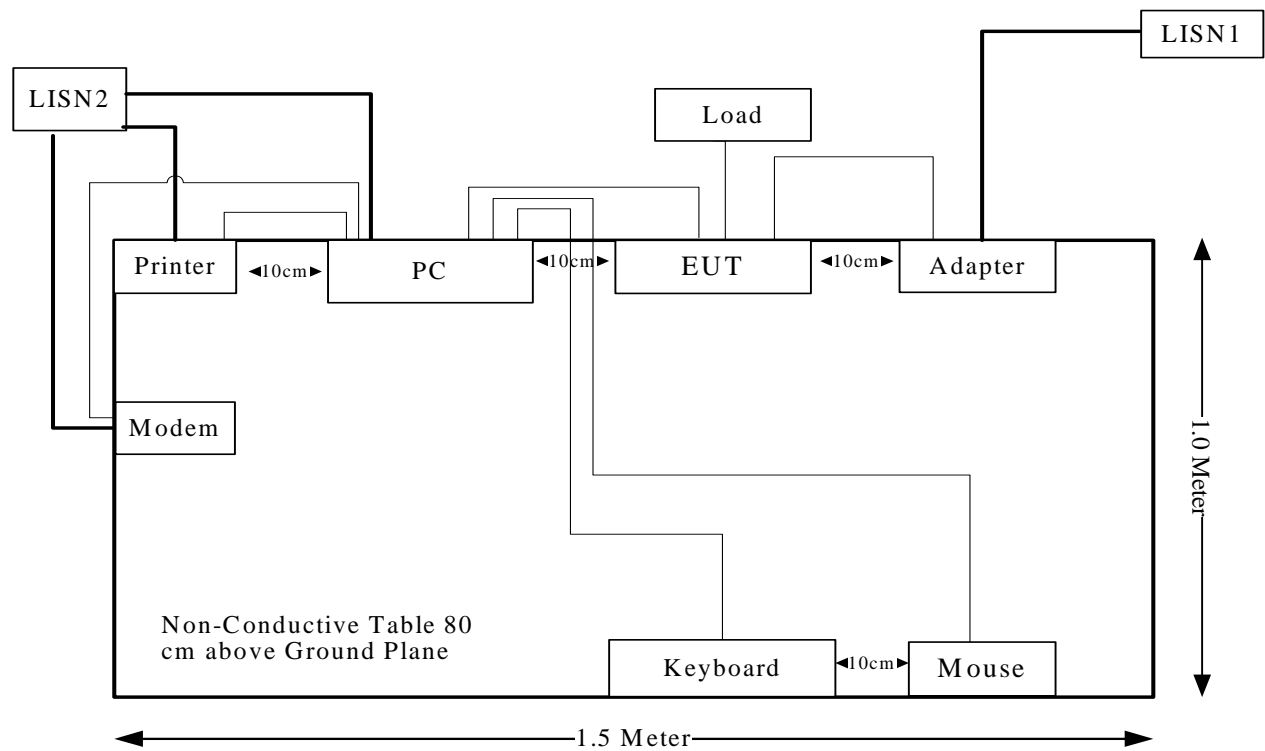 LISN1
LISN2
Load
Printer
10cm
PC
10cm
EUT
10cm
Adapter
Modem
1.0 Meter
Non-Conductive Table 80
cm above Ground Plane
Keyboard
10cm
Mouse
1.5 Meter